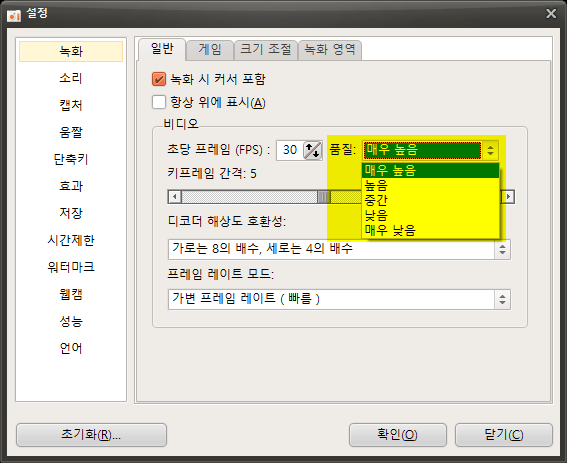 설정
녹화
소리
캡처
움짤
단축키
효과
저장
시간제한
워터마크
웹캠
성능
언어
일반 게임 크기 조절 녹화 영역
녹화 시 커서 포함
항상 위에 표시(A)
비디오
초당 프레임 (FPS) : 30 품질: 매우 높음
매우 높음
높음
중간
낮음
매우 낮음
키프레임 간격: 5
디코더 해상도 호환성:
가로는 8의 배수, 세로는 4의 배수
프레임 레이트 모드:
가변 프레임 레이트 ( 빠름 )
초기화(R)... 확인(O) 닫기(C)